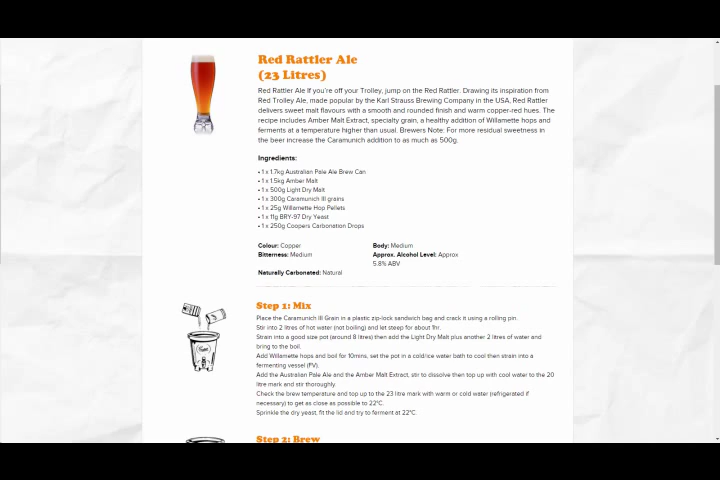 Red Rattler Ale
(23 Litres)
Red Rattler Ale If you're off your Trolley, jump on the Red Rattler. Drawing its inspiration from
Red Trolley Ale, made popular by the Karl Strauss Brewing Company in the USA, Red Rattler
delivers sweet malt flavours with a smooth and rounded finish and warm copper-red hues. The
recipe includes Amber Malt Extract, specialty grain, a healthy addition of Willamette hops and
ferments at a temperature higher than usual. Brewers Note: For more residual sweetness in
the beer increase the Caramunich addition to as much as 500g.
Ingredients:
• 1 x 1.7kg Australian Pale Ale Brew Can
• 1 x 1.5kg Amber Malt
• 1 x 500g Light Dry Malt
• 1 x 300g Caramunich III grains
• 1 x 25g Willamette Hop Pellets
• 1 x 11g BRY-97 Dry Yeast
• 1 x 250g Coopers Carbonation Drops
Colour: Copper
Bitterness: Medium
Naturally Carbonated: Natural
Body: Medium
Approx. Alcohol Level: Approx
5.8% ABV
Step 1: Mix
Place the Caramunich III Grain in a plastic zip-lock sandwich bag and crack it using a rolling pin.
Stir into 2 litres of hot water (not boiling) and let steep for about 1hr.
Strain into a good size pot (around 8 litres) then add the Light Dry Malt plus another 2 litres of water and
bring to the boil.
Add Willamette hops and boil for 10mins, set the pot in a cold/ice water bath to cool then strain into a
fermenting vessel (FV).
Add the Australian Pale Ale and the Amber Malt Extract, stir to dissolve then top up with cool water to the 20
litre mark and stir thoroughly.
Check the brew temperature and top up to the 23 litre mark with warm or cold water (refrigerated if
necessary) to get as close as possible to 22°C.
Sprinkle the dry yeast, fit the lid and try to ferment at 22°C.
Step 2: Brew